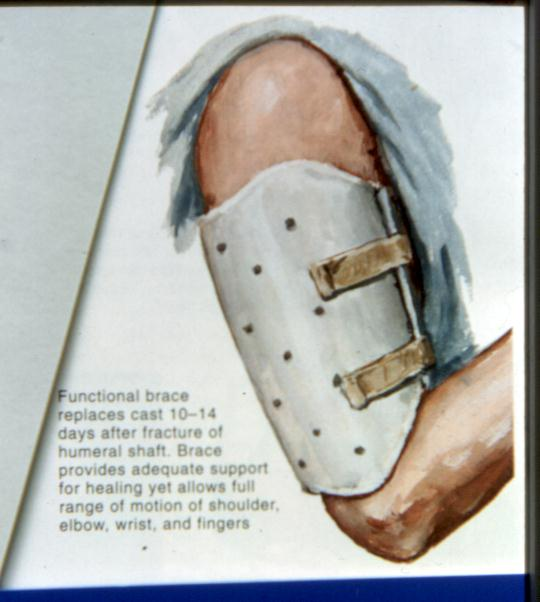 Functional brace
replaces cast 10–14
days after fracture of
humeral shaft. Brace
provides adequate support
for healing yet allows full
range of motion of shoulder,
elbow, wrist, and fingers